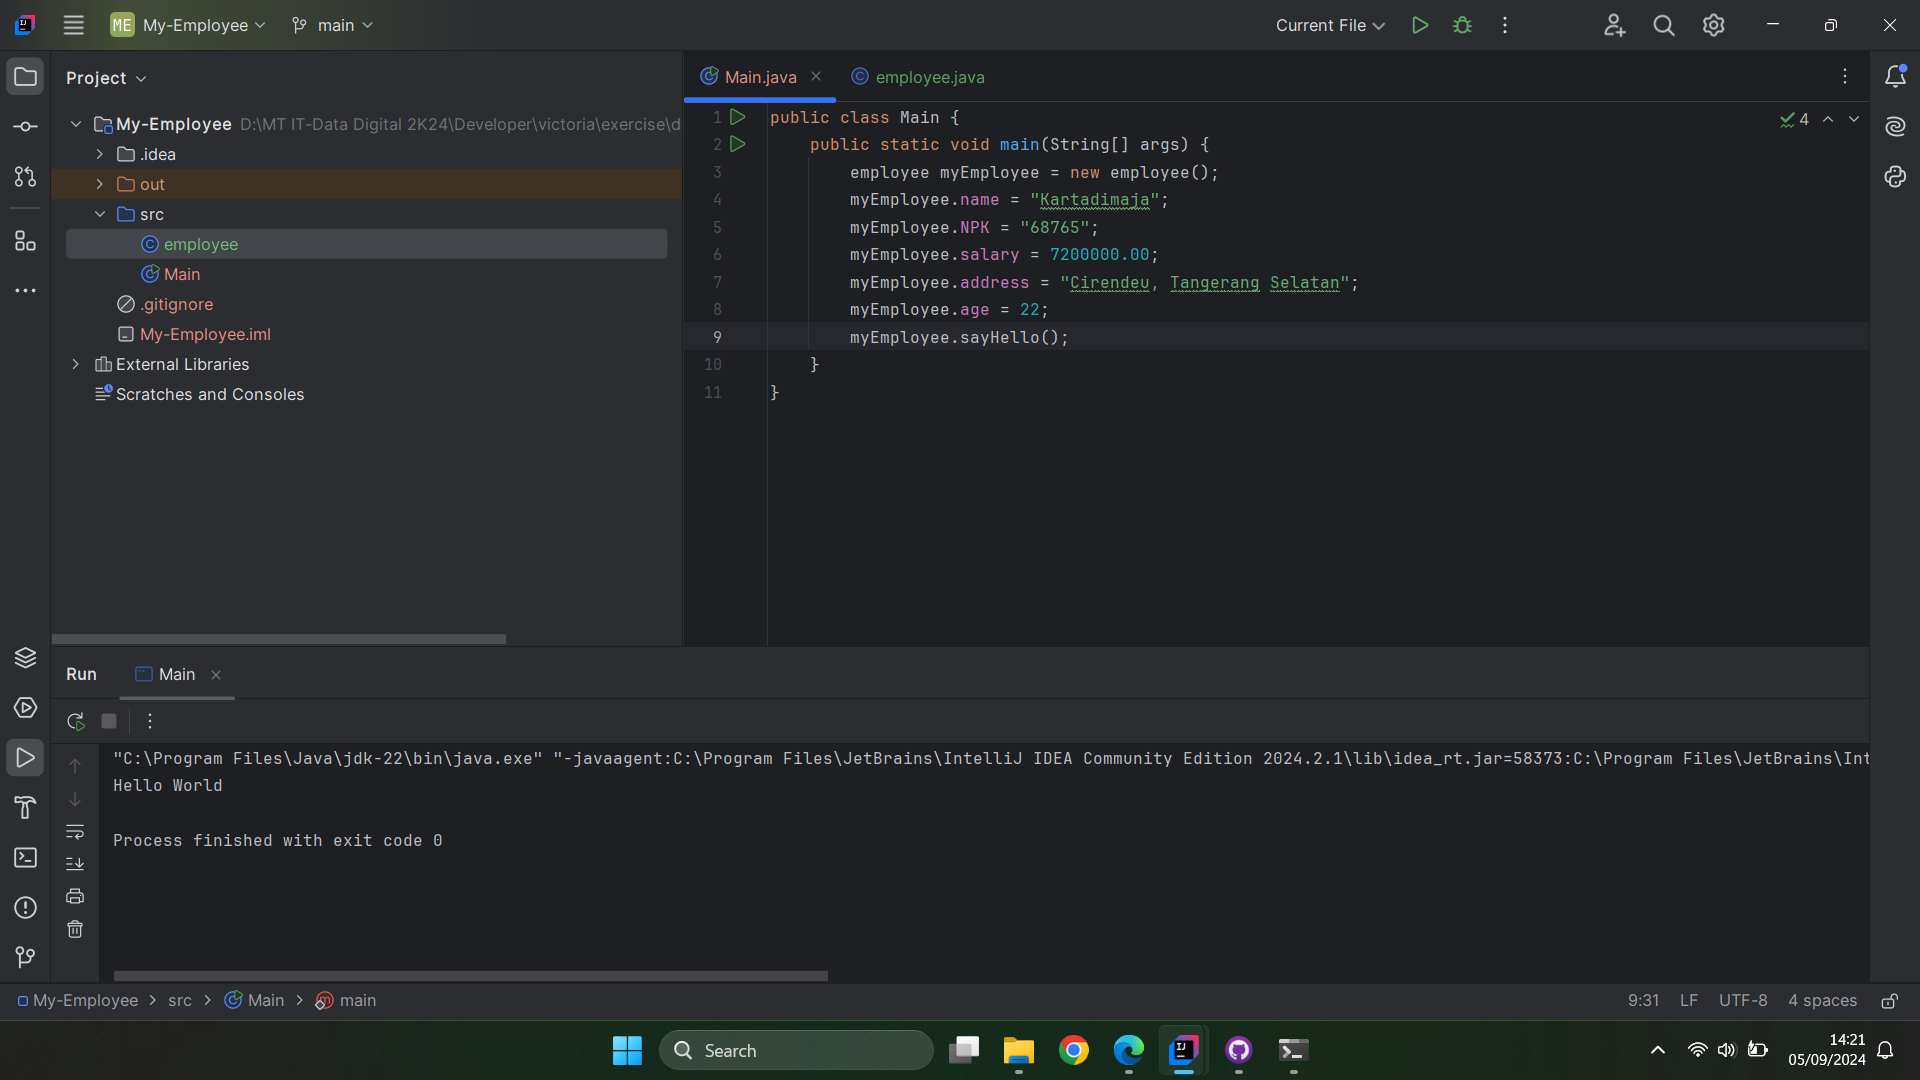 ME My-Employee main Current File
Project
My-Employee D:\MT IT-Data Digital 2K24\Developer\victoria\exercise\d
.idea
out
src
employee
Main
.gitignore
My-Employee.iml
External Libraries
Scratches and Consoles
Main.java employee.java
4
1 public class Main {
2 public static void main(String[] args) {
3 employee myEmployee = new employee();
4 myEmployee.name = "Kartadimaja";
5 myEmployee.NPK = "68765";
6 myEmployee.salary = 7200000.00;
7 myEmployee.address = "Cirendeu, Tangerang Selatan";
8 myEmployee.age = 22;
9 myEmployee.sayHello();
10 }
11 }
Run Main
"C:\Program Files\Java\jdk-22\bin\java.exe" "-javaagent:C:\Program Files\JetBrains\IntelliJ IDEA Community Edition 2024.2.1\lib\idea_rt.jar=58373:C:\Program Files\JetBrains\Int
Hello World
Process finished with exit code 0
My-Employee > src > Main > main 9:31 LF UTF-8 4 spaces
Search
14:21
05/09/2024